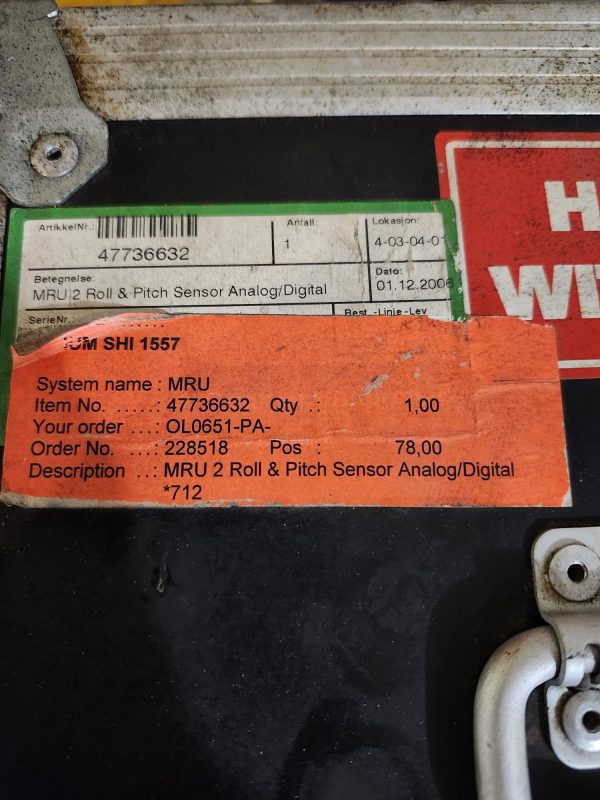 ArtikkelNr.:
47736632
Antall:
1
Lokasjon:
4-03-04-01
Betegnelse:
MRU 2 Roll & Pitch Sensor Analog/Digital
Dato:
01.12.2006
SerieNr.:
Best.-Linie-Lev
SHI 1557
System name : MRU
Item No. .....: 47736632 Qty .: 1,00
Your order ...: OL0651-PA-
Order No. ....: 228518 Pos : 78,00
Description ..: MRU 2 Roll & Pitch Sensor Analog/Digital
*712
H
WI